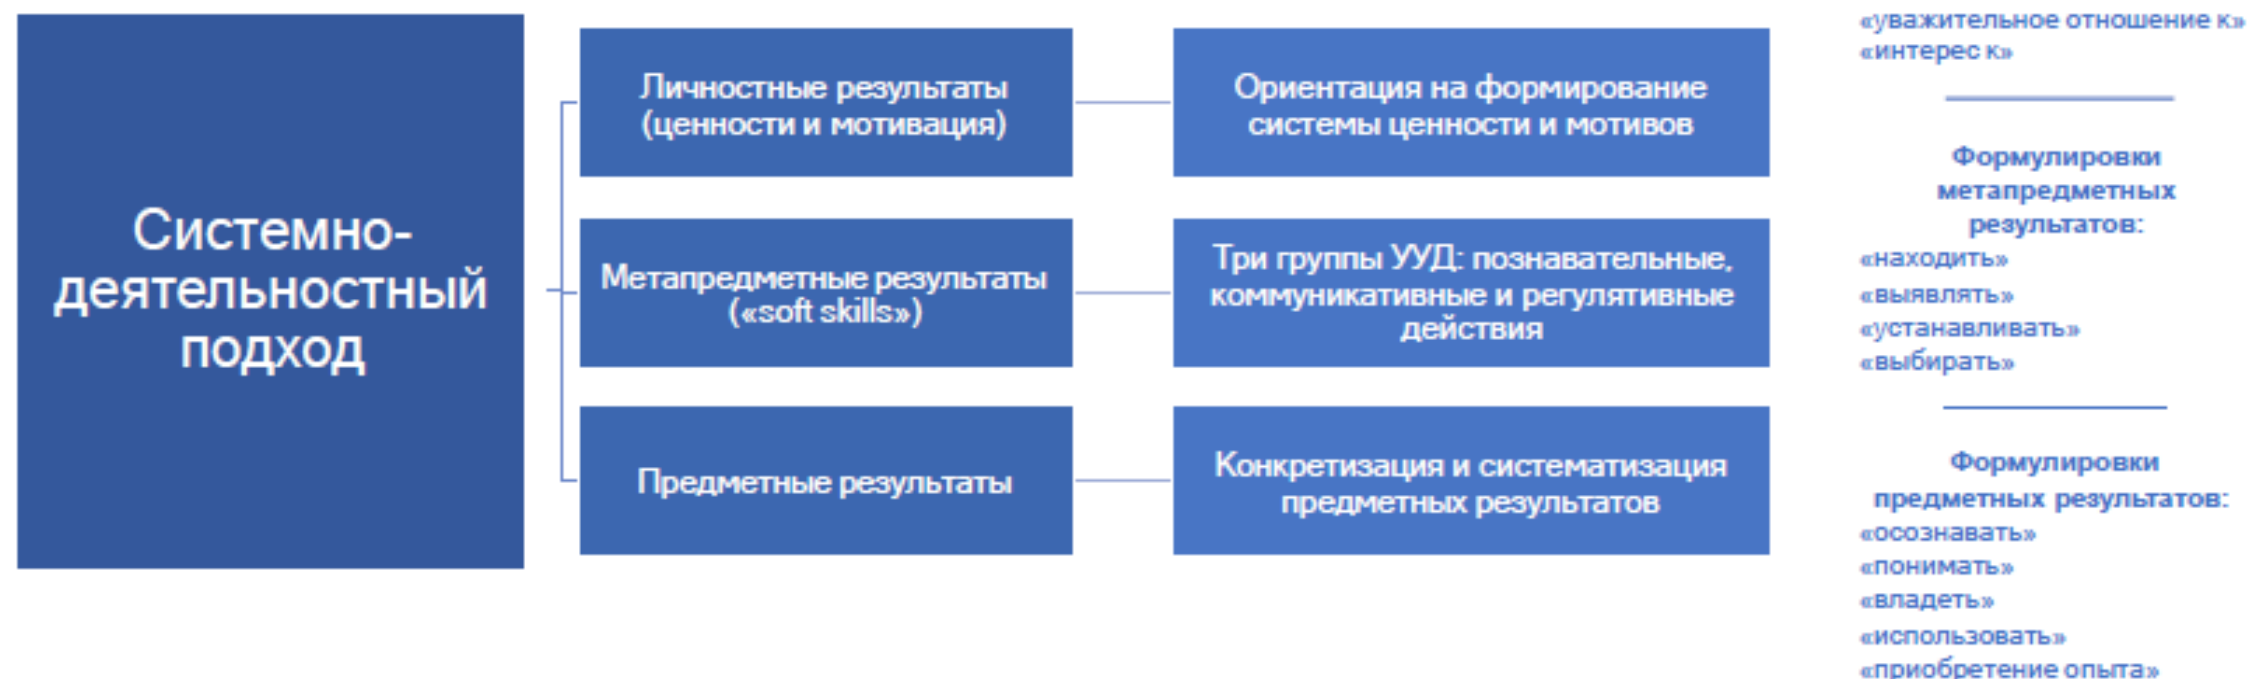 Системно-
деятельностный
подход
Личностные результаты
(ценности и мотивация)
Ориентация на формирование
системы ценности и мотивов
Метапредметные результаты
(«soft skills»)
Три группы УУД: познавательные,
коммуникативные и регулятивные
действия
Предметные результаты
Конкретизация и систематизация
предметных результатов
«уважительное отношение к»
«интерес к»
Формулировки
метапредметных
результатов:
«находить»
«выявлять»
«устанавливать»
«выбирать»
Формулировки
предметных результатов:
«осознавать»
«понимать»
«владеть»
«использовать»
«приобретение опыта»